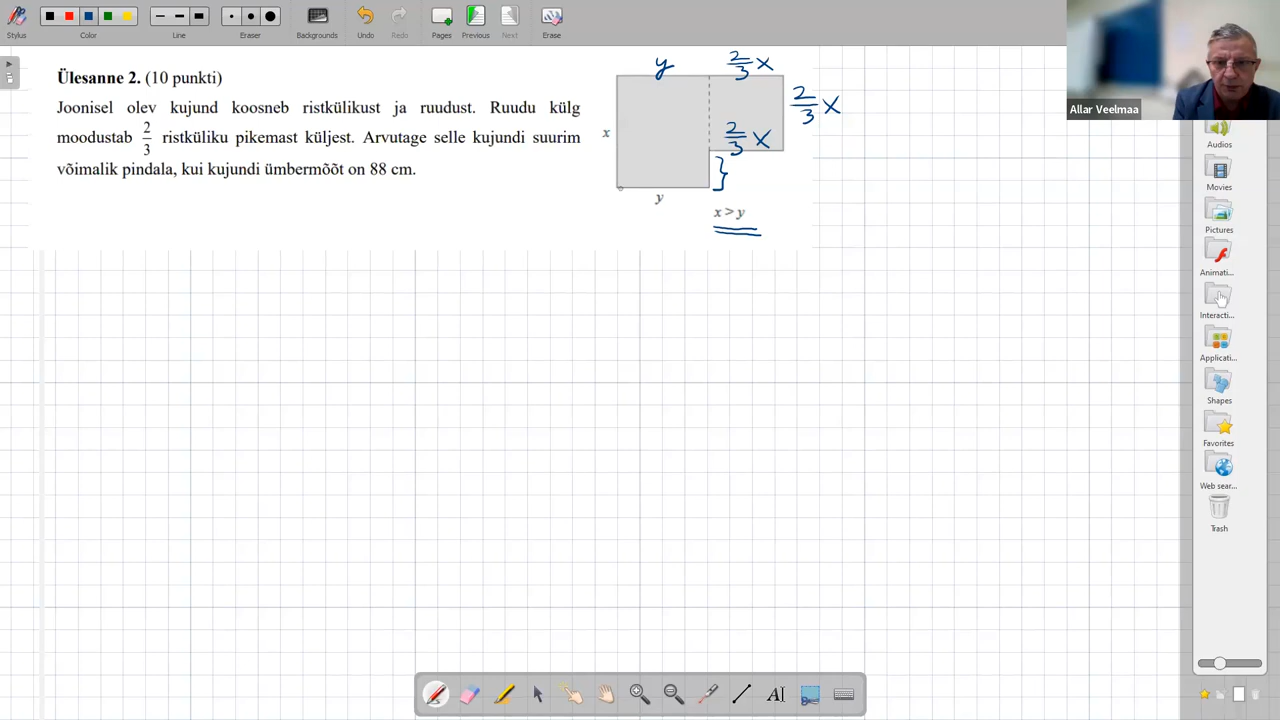 Stylus
Color
Line
Eraser
Backgrounds
Undo
Redo
Pages
Previous
Next
Erase
Allar Veelmaa
Ülesanne 2. (10 punkti)
Joonisel olev kujund koosneb ristkülikust ja ruudust. Ruudu külg
moodustab 2/3 ristküliku pikemast küljest. Arvutage selle kujundi suurim
võimalik pindala, kui kujundi ümbermõõt on 88 cm.
y
2/3 x
2/3 x
x
2/3 x
}
y
x > y
Audios
Movies
Pictures
Animati...
Interacti...
Applicati...
Shapes
Favorites
Web sear...
Trash